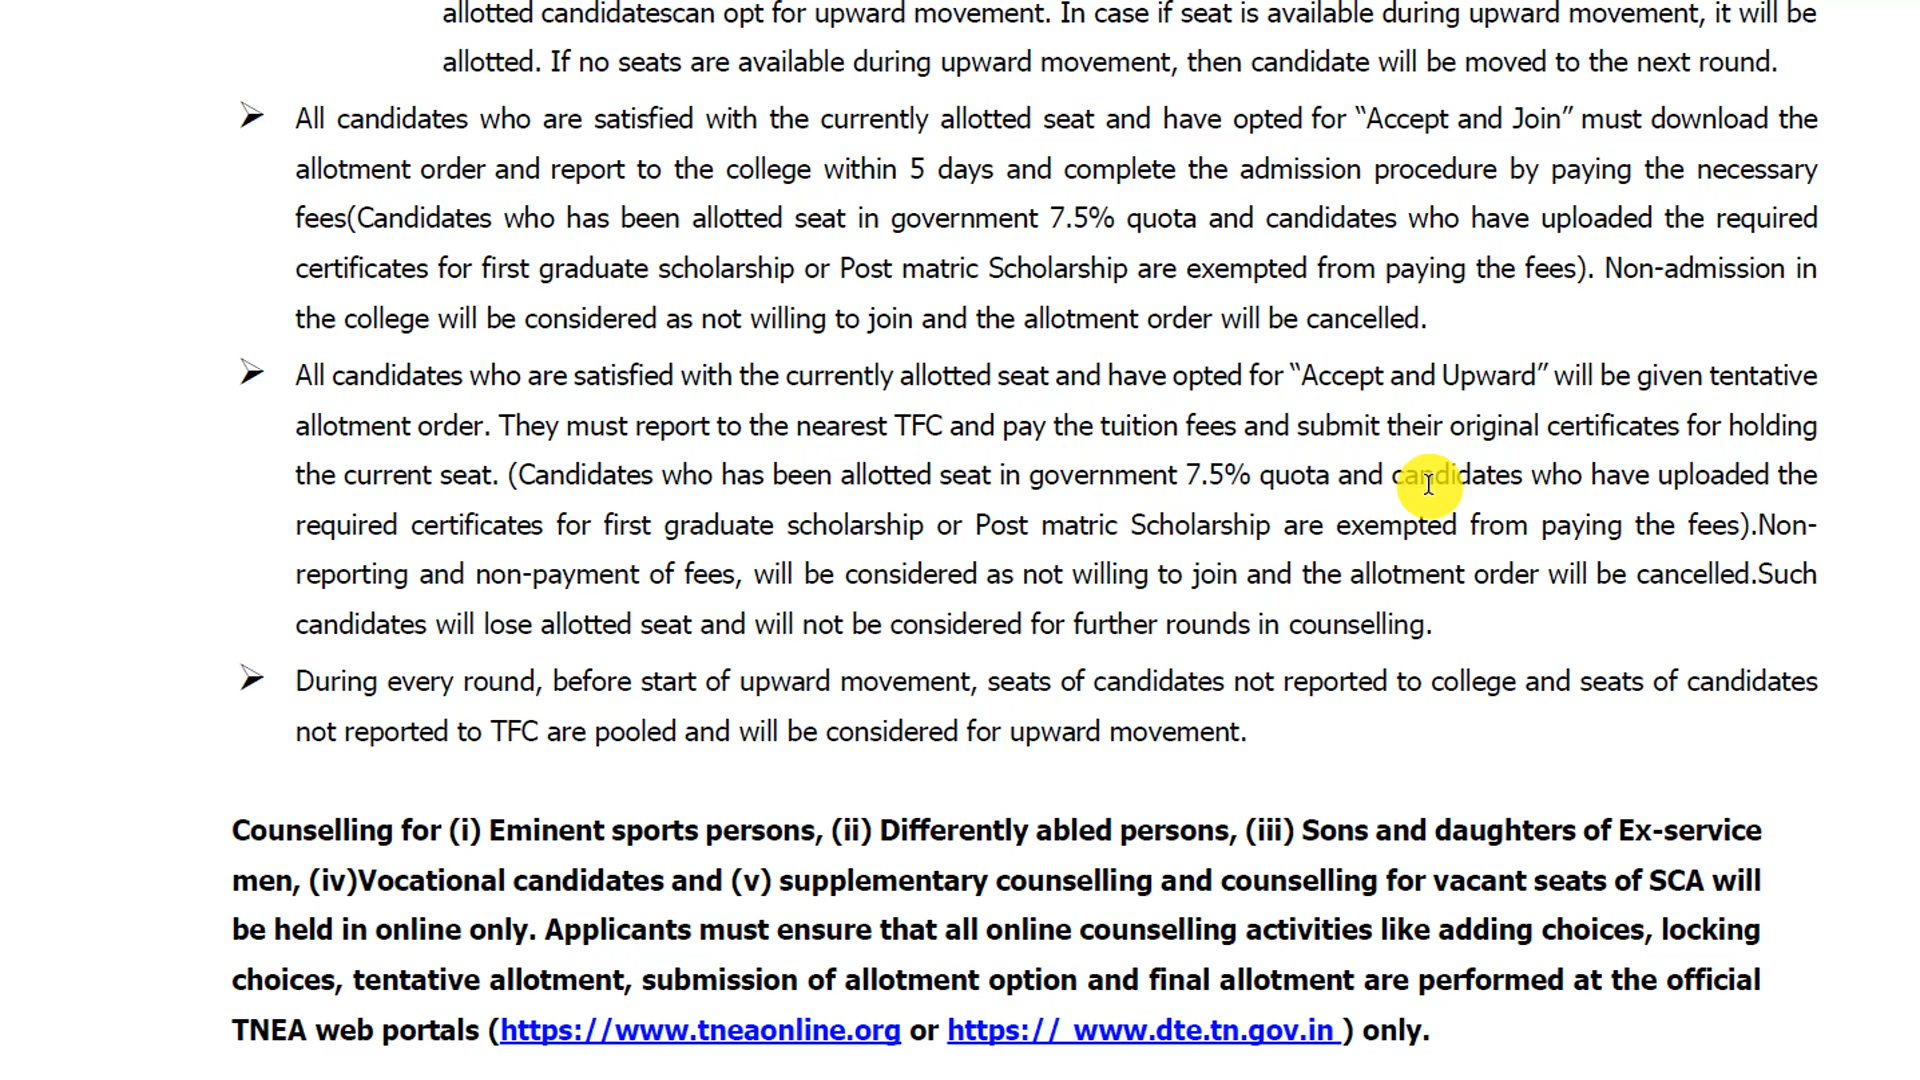 allotted candidatescan opt for upward movement. In case if seat is available during upward movement, it will be
allotted. If no seats are available during upward movement, then candidate will be moved to the next round.
➢ All candidates who are satisfied with the currently allotted seat and have opted for “Accept and Join” must download the
allotment order and report to the college within 5 days and complete the admission procedure by paying the necessary
fees(Candidates who has been allotted seat in government 7.5% quota and candidates who have uploaded the required
certificates for first graduate scholarship or Post matric Scholarship are exempted from paying the fees). Non-admission in
the college will be considered as not willing to join and the allotment order will be cancelled.
➢ All candidates who are satisfied with the currently allotted seat and have opted for “Accept and Upward” will be given tentative
allotment order. They must report to the nearest TFC and pay the tuition fees and submit their original certificates for holding
the current seat. (Candidates who has been allotted seat in government 7.5% quota and candidates who have uploaded the
required certificates for first graduate scholarship or Post matric Scholarship are exempted from paying the fees).Non-
reporting and non-payment of fees, will be considered as not willing to join and the allotment order will be cancelled.Such
candidates will lose allotted seat and will not be considered for further rounds in counselling.
➢ During every round, before start of upward movement, seats of candidates not reported to college and seats of candidates
not reported to TFC are pooled and will be considered for upward movement.
Counselling for (i) Eminent sports persons, (ii) Differently abled persons, (iii) Sons and daughters of Ex-service
men, (iv)Vocational candidates and (v) supplementary counselling and counselling for vacant seats of SCA will
be held in online only. Applicants must ensure that all online counselling activities like adding choices, locking
choices, tentative allotment, submission of allotment option and final allotment are performed at the official
TNEA web portals (https://www.tneaonline.org or https:// www.dte.tn.gov.in ) only.